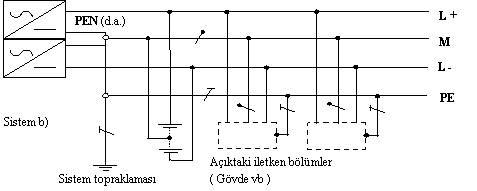 PEN (d.a.)
L +
M
L -
PE
Sistem b)
Sistem topraklaması
Açıktaki iletken bölümler
( Gövde vb )